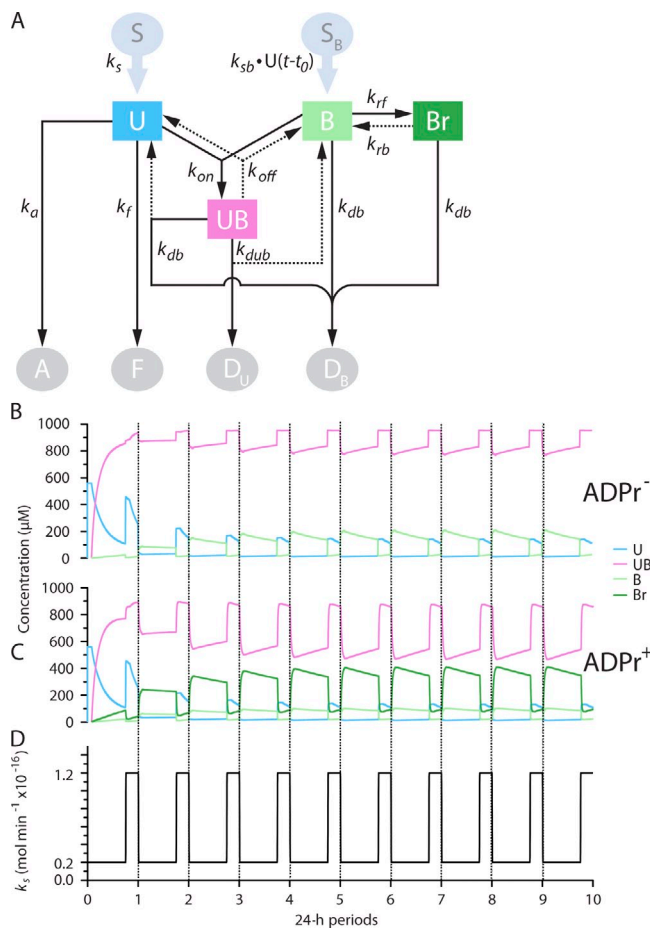 A
S
S_B
k_s
k_sb•U(t-t_0)
U
B
k_rf
Br
k_rb
k_on
k_off
UB
k_a
k_f
k_db
k_dub
k_db
k_db
A
F
D_U
D_B
B
1000
800
600
400
200
0
ADPr⁻
Concentration (μM)
U
UB
B
Br
1000
800
600
400
200
0
C
ADPr⁺
D
1.2
0.2
0.0
k_s (mol min⁻¹ x10⁻¹⁶)
0 1 2 3 4 5 6 7 8 9 10
24-h periods